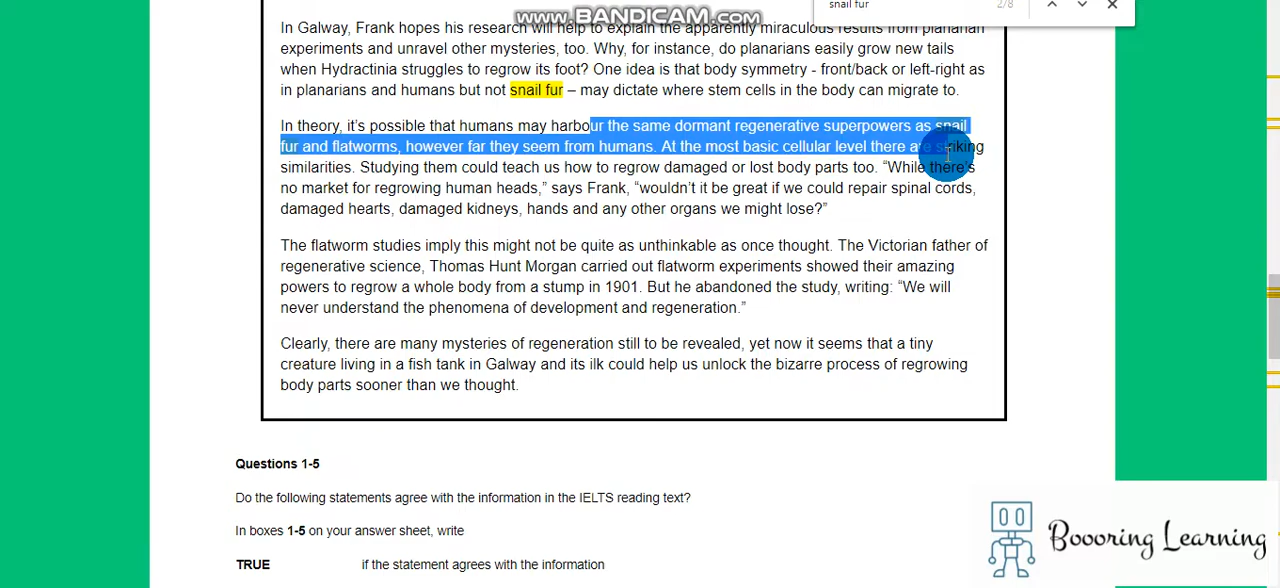 www.BANDICAM.com
snail fur 2/8
In Galway, Frank hopes his research will help to explain the apparently miraculous results from planarian
experiments and unravel other mysteries, too. Why, for instance, do planarians easily grow new tails
when Hydractinia struggles to regrow its foot? One idea is that body symmetry - front/back or left-right as
in planarians and humans but not snail fur – may dictate where stem cells in the body can migrate to.
In theory, it’s possible that humans may harbour the same dormant regenerative superpowers as snail
fur and flatworms, however far they seem from humans. At the most basic cellular level there are striking
similarities. Studying them could teach us how to regrow damaged or lost body parts too. “While there’s
no market for regrowing human heads,” says Frank, “wouldn’t it be great if we could repair spinal cords,
damaged hearts, damaged kidneys, hands and any other organs we might lose?”
The flatworm studies imply this might not be quite as unthinkable as once thought. The Victorian father of
regenerative science, Thomas Hunt Morgan carried out flatworm experiments showed their amazing
powers to regrow a whole body from a stump in 1901. But he abandoned the study, writing: “We will
never understand the phenomena of development and regeneration.”
Clearly, there are many mysteries of regeneration still to be revealed, yet now it seems that a tiny
creature living in a fish tank in Galway and its ilk could help us unlock the bizarre process of regrowing
body parts sooner than we thought.
Questions 1-5
Do the following statements agree with the information in the IELTS reading text?
In boxes 1-5 on your answer sheet, write
TRUE if the statement agrees with the information
Boooring Learning